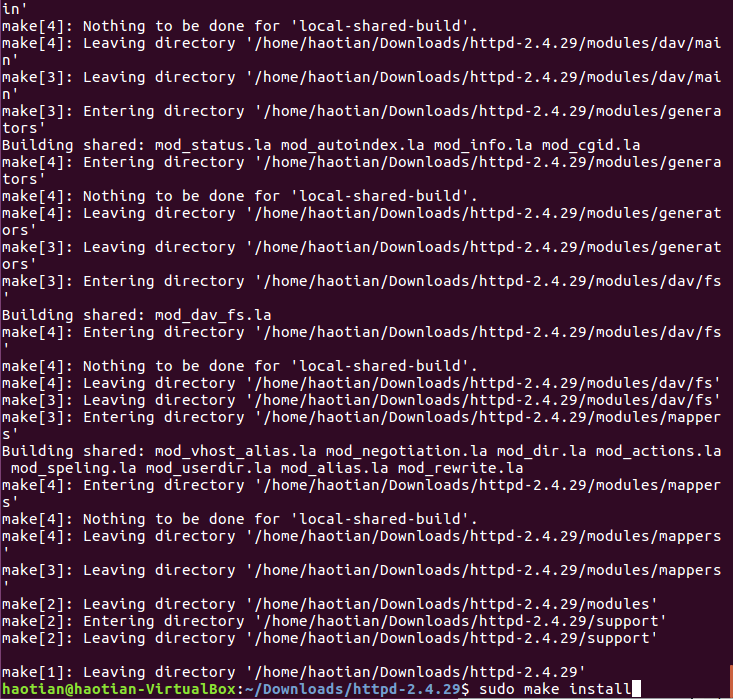 in'
make[4]: Nothing to be done for 'local-shared-build'.
make[4]: Leaving directory '/home/haotian/Downloads/httpd-2.4.29/modules/dav/mai
n'
make[3]: Leaving directory '/home/haotian/Downloads/httpd-2.4.29/modules/dav/mai
n'
make[3]: Entering directory '/home/haotian/Downloads/httpd-2.4.29/modules/genera
tors'
Building shared: mod_status.la mod_autoindex.la mod_info.la mod_cgid.la
make[4]: Entering directory '/home/haotian/Downloads/httpd-2.4.29/modules/genera
tors'
make[4]: Nothing to be done for 'local-shared-build'.
make[4]: Leaving directory '/home/haotian/Downloads/httpd-2.4.29/modules/generat
ors'
make[3]: Leaving directory '/home/haotian/Downloads/httpd-2.4.29/modules/generat
ors'
make[3]: Entering directory '/home/haotian/Downloads/httpd-2.4.29/modules/dav/fs
'
Building shared: mod_dav_fs.la
make[4]: Entering directory '/home/haotian/Downloads/httpd-2.4.29/modules/dav/fs
'
make[4]: Nothing to be done for 'local-shared-build'.
make[4]: Leaving directory '/home/haotian/Downloads/httpd-2.4.29/modules/dav/fs'
make[3]: Leaving directory '/home/haotian/Downloads/httpd-2.4.29/modules/dav/fs'
make[3]: Entering directory '/home/haotian/Downloads/httpd-2.4.29/modules/mapper
s'
Building shared: mod_vhost_alias.la mod_negotiation.la mod_dir.la mod_actions.la
 mod_speling.la mod_userdir.la mod_alias.la mod_rewrite.la
make[4]: Entering directory '/home/haotian/Downloads/httpd-2.4.29/modules/mapper
s'
make[4]: Nothing to be done for 'local-shared-build'.
make[4]: Leaving directory '/home/haotian/Downloads/httpd-2.4.29/modules/mappers
'
make[3]: Leaving directory '/home/haotian/Downloads/httpd-2.4.29/modules/mappers
'
make[2]: Leaving directory '/home/haotian/Downloads/httpd-2.4.29/modules'
make[2]: Entering directory '/home/haotian/Downloads/httpd-2.4.29/support'
make[2]: Leaving directory '/home/haotian/Downloads/httpd-2.4.29/support'

make[1]: Leaving directory '/home/haotian/Downloads/httpd-2.4.29'
haotian@haotian-VirtualBox:~/Downloads/httpd-2.4.29$ sudo make install